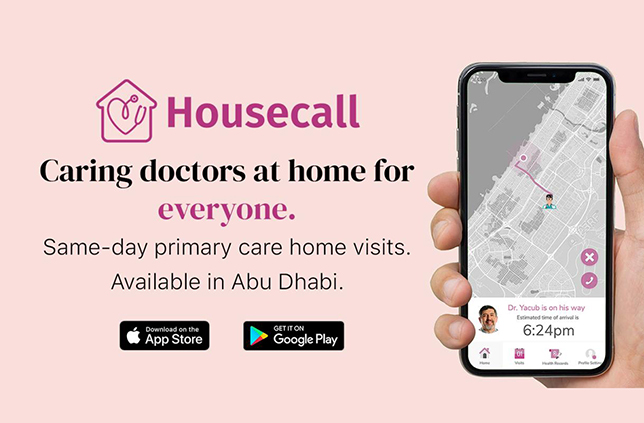 Housecall
Caring doctors at home for
everyone.
Same-day primary care home visits.
Available in Abu Dhabi.
Download on the
App Store
GET IT ON
Google Play
Dr. Yacub is on his way
Estimated time of arrival is
6:24pm
Home
Visits
Health Records